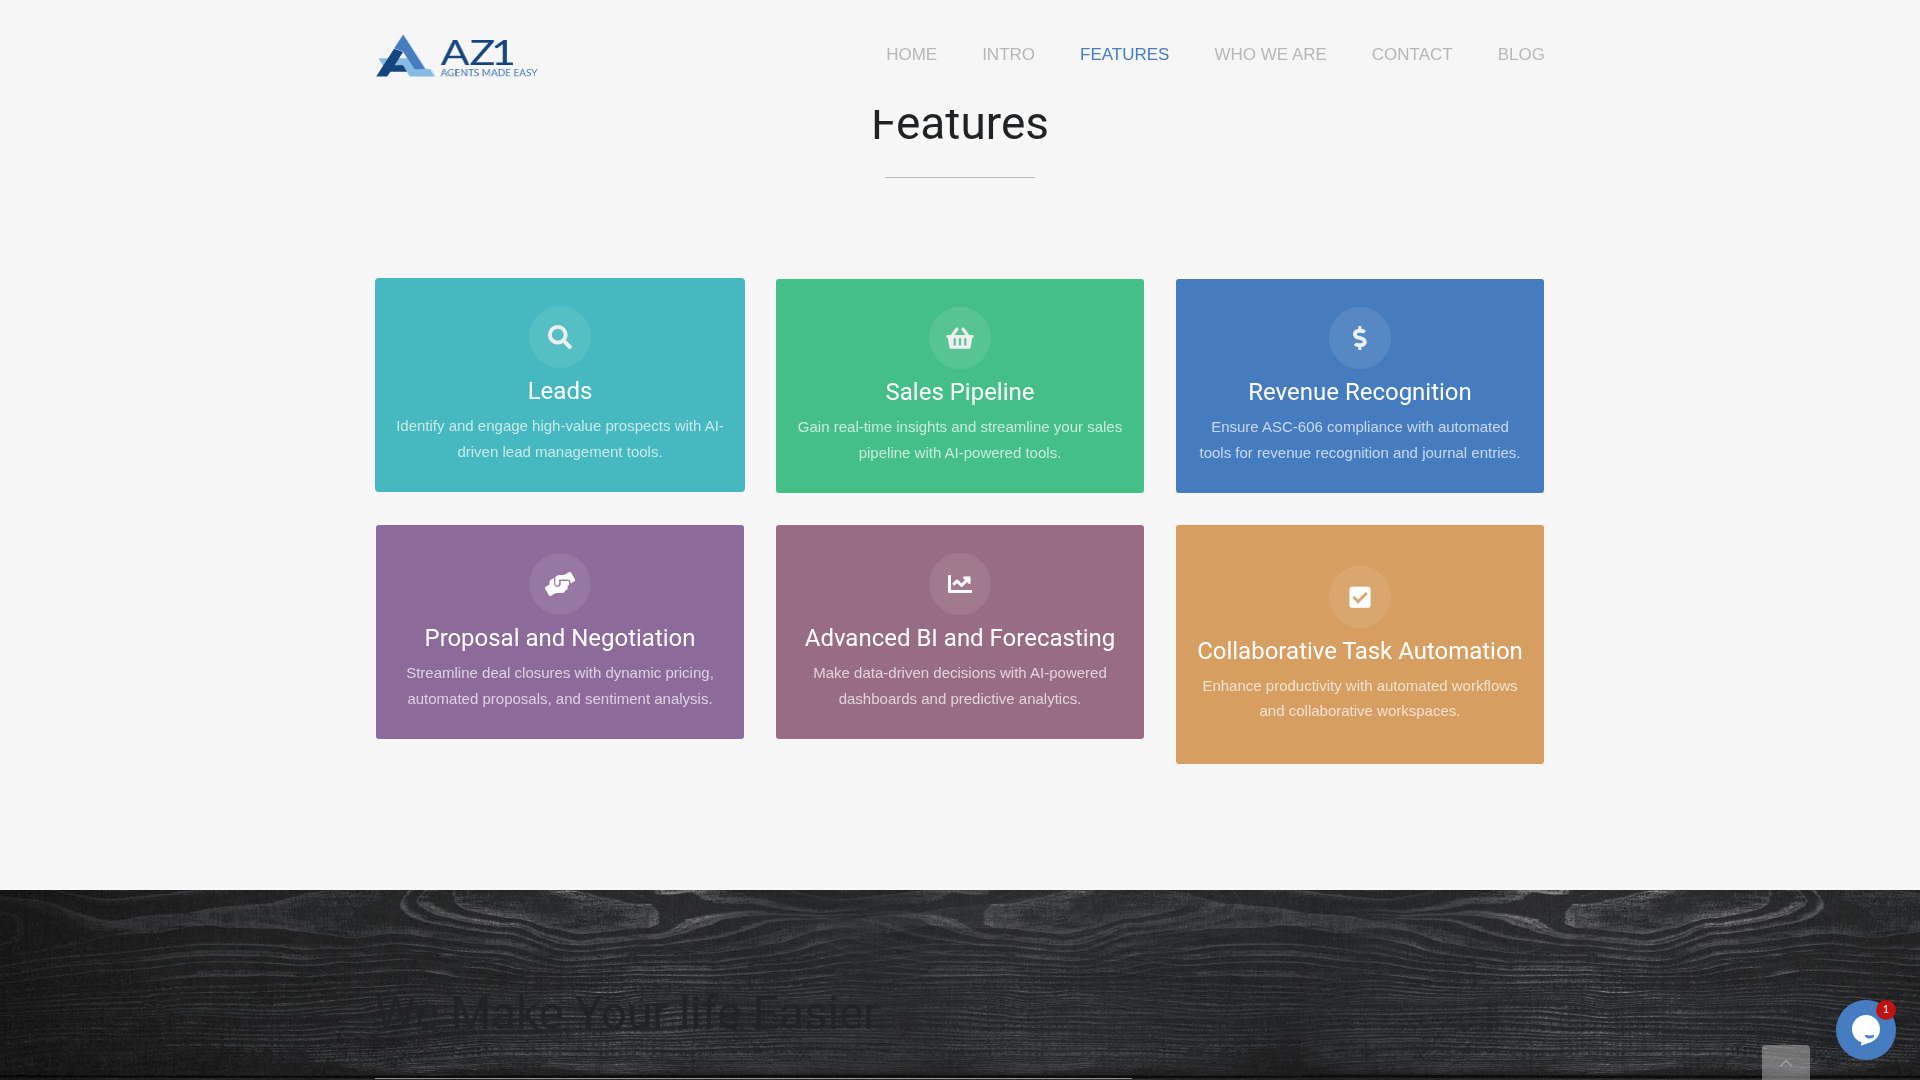 AZ1
AGENTS MADE EASY
HOME
INTRO
FEATURES
WHO WE ARE
CONTACT
BLOG
Features
Leads
Identify and engage high-value prospects with AI-
driven lead management tools.
Sales Pipeline
Gain real-time insights and streamline your sales
pipeline with AI-powered tools.
Revenue Recognition
Ensure ASC-606 compliance with automated
tools for revenue recognition and journal entries.
Proposal and Negotiation
Streamline deal closures with dynamic pricing,
automated proposals, and sentiment analysis.
Advanced BI and Forecasting
Make data-driven decisions with AI-powered
dashboards and predictive analytics.
Collaborative Task Automation
Enhance productivity with automated workflows
and collaborative workspaces.
We Make Your life Easier
1